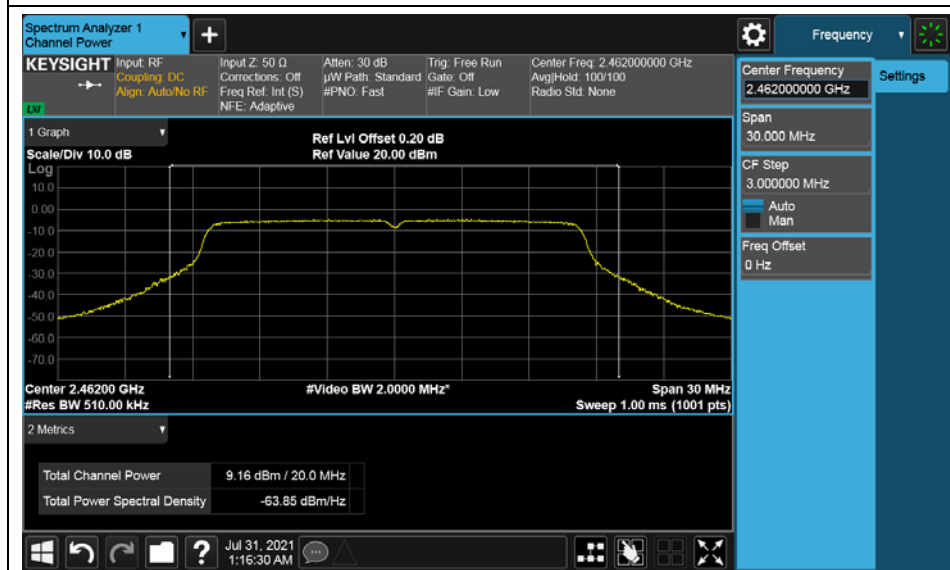 Spectrum Analyzer 1
Channel Power
+
Frequency
KEYSIGHT
Input: RF
Coupling: DC
Align: Auto/No RF
Input Z: 50 Ω
Corrections: Off
Freq Ref: Int (S)
NFE: Adaptive
Atten: 30 dB
µW Path: Standard
#PNO: Fast
Trig: Free Run
Gate: Off
#IF Gain: Low
Center Freq: 2.462000000 GHz
Avg|Hold: 100/100
Radio Std: None
LXI
Center Frequency
2.462000000 GHz
Settings
Span
30.000 MHz
CF Step
3.000000 MHz
Auto
Man
Freq Offset
0 Hz
1 Graph
Scale/Div 10.0 dB
Ref Lvl Offset 0.20 dB
Ref Value 20.00 dBm
Log
10.0
0.00
-10.0
-20.0
-30.0
-40.0
-50.0
-60.0
-70.0
Center 2.46200 GHz
#Res BW 510.00 kHz
#Video BW 2.0000 MHz*
Span 30 MHz
Sweep 1.00 ms (1001 pts)
2 Metrics
Total Channel Power 9.16 dBm / 20.0 MHz
Total Power Spectral Density -63.85 dBm/Hz
?
Jul 31, 2021
1:16:30 AM